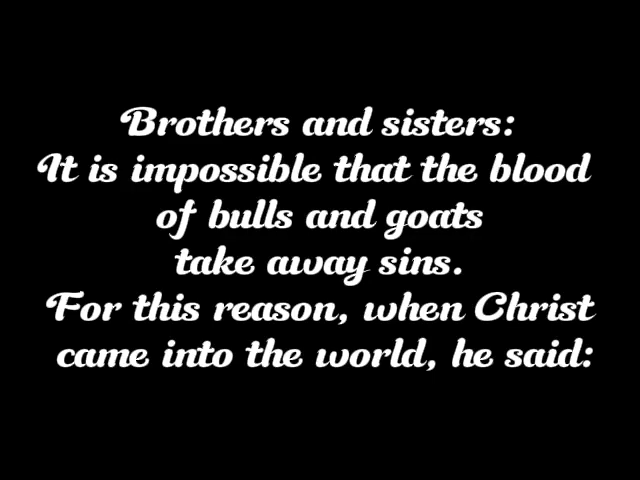 Brothers and sisters:
It is impossible that the blood
of bulls and goats
take away sins.
For this reason, when Christ
came into the world, he said: